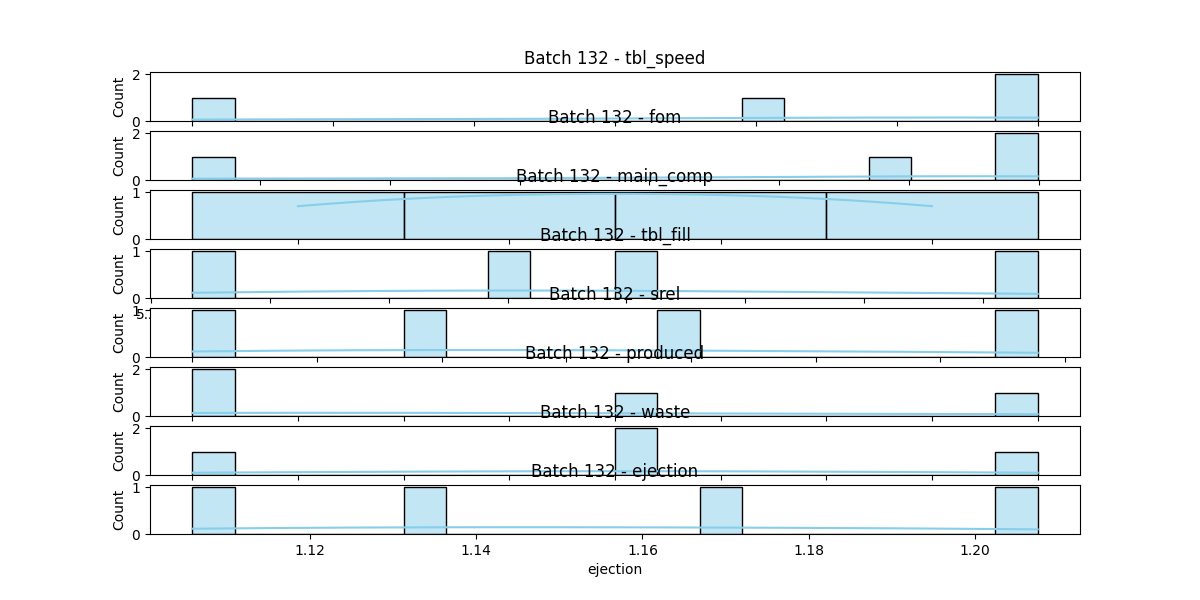 Batch 132 - tbl_speed
2
Count
0
Batch 132 - fom
2
Count
0
Batch 132 - main_comp
1
Count
0
Batch 132 - tbl_fill
1
Count
0
Batch 132 - srel
1
Count
0
Batch 132 - produced
2
Count
0
Batch 132 - waste
2
Count
0
Batch 132 - ejection
1
Count
0
1.12 1.14 1.16 1.18 1.20
ejection